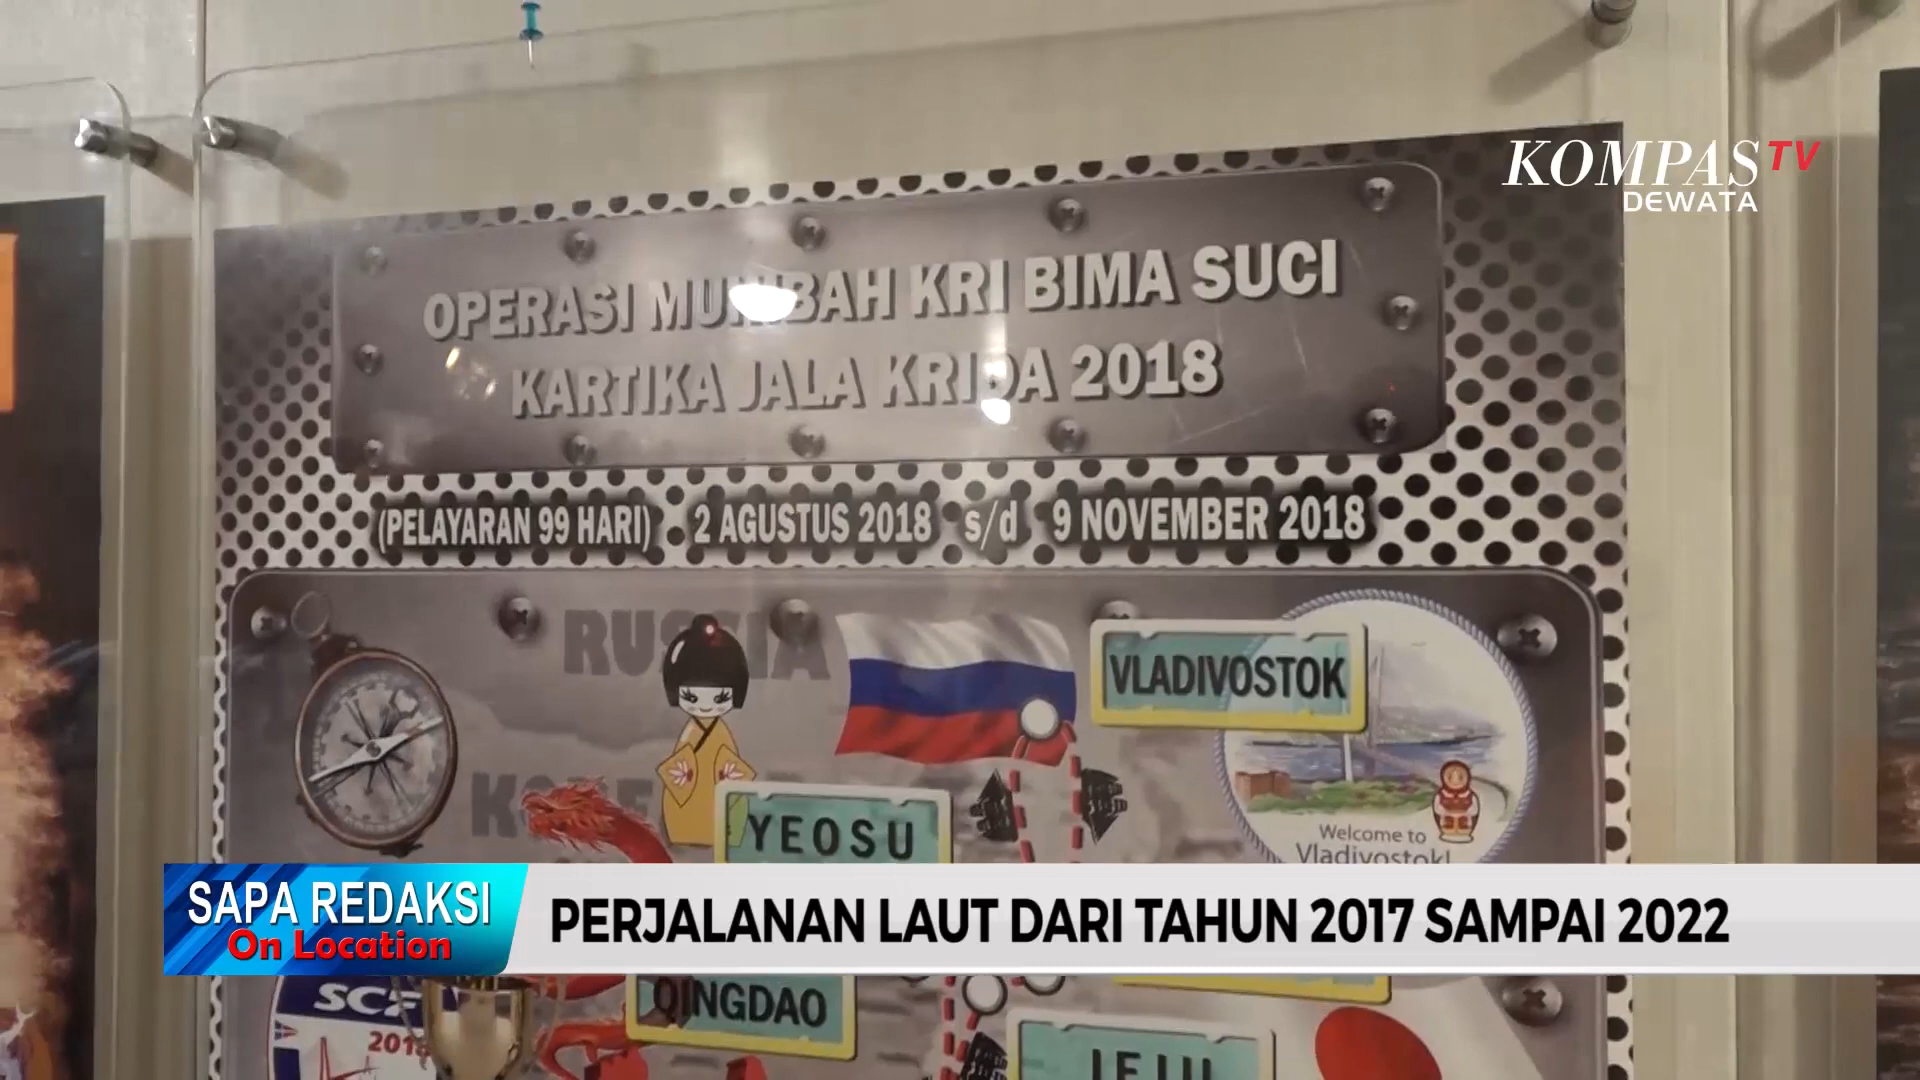 KOMPAS TV
DEWATA
OPERASI MUHIBAH KRI BIMA SUCI
KARTIKA JALA KRIDA 2018
(PELAYARAN 99 HARI) 2 AGUSTUS 2018 s/d 9 NOVEMBER 2018
RUSSIA
VLADIVOSTOK
YEOSU
Welcome to
Vladivostok!
SAPA REDAKSI
On Location
PERJALANAN LAUT DARI TAHUN 2017 SAMPAI 2022
QINGDAO
JEJU